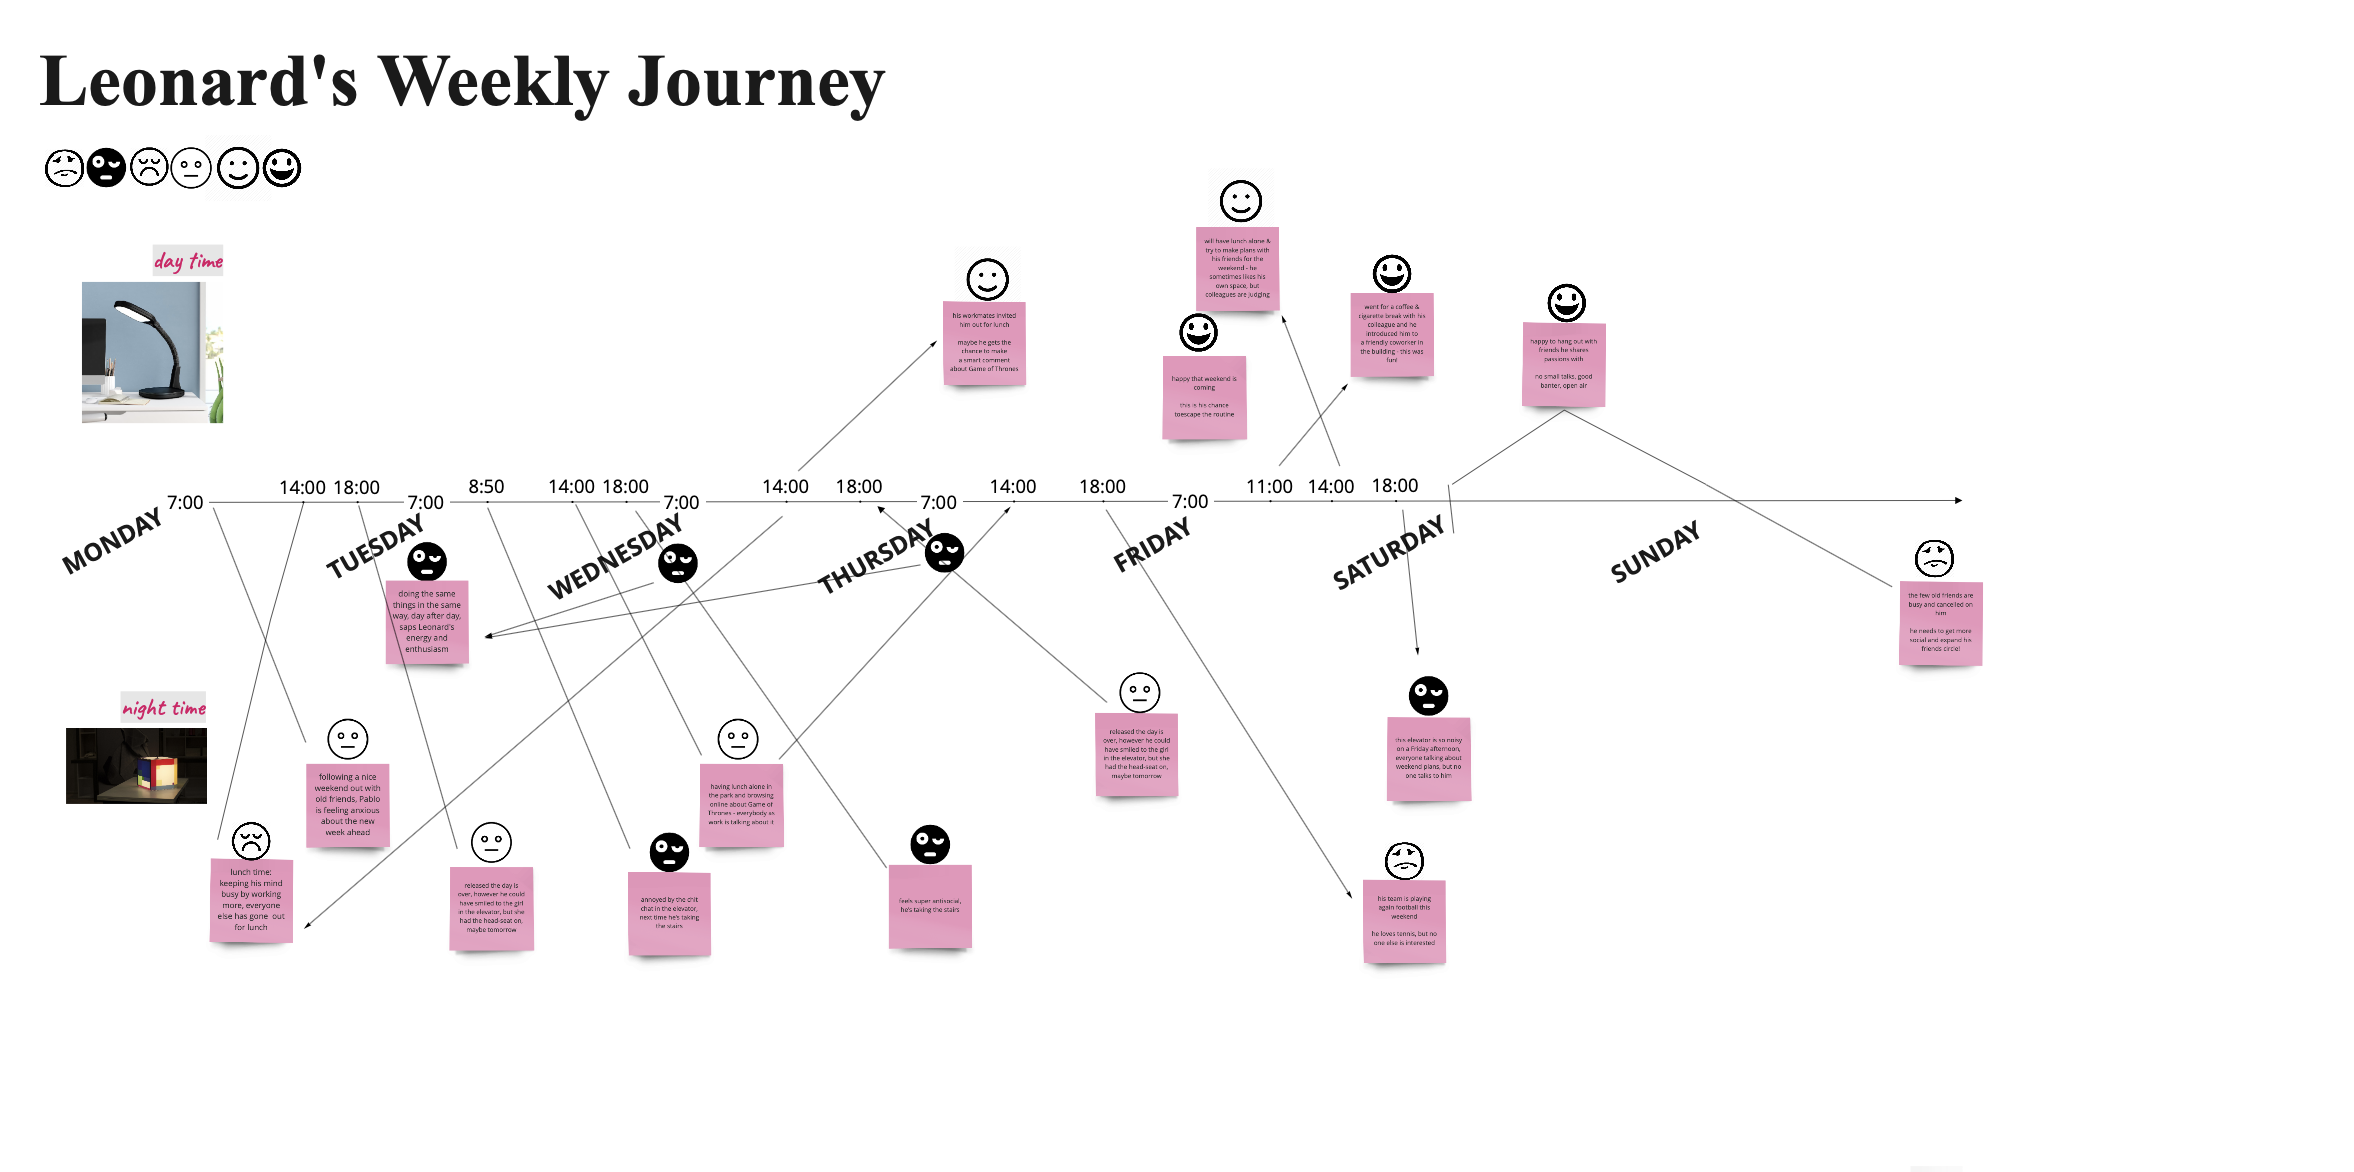 Leonard's Weekly Journey
day time
will have lunch alone &
try to make plans with
his friends for the
weekend - he
sometimes likes his
own space, but
colleagues are judging
his workmates invited
him out for lunch
maybe he gets the
chance to make
a smart comment
about Game of Thrones
went for a coffee &
cigarette break with his
colleague and he
introduced him to
a friendly coworker in
the building - this was
fun!
happy to hang out with
friends he shares
passions with
no small talks, good
banter, open air
happy that weekend is
coming
this is his chance
toescape the routine
7:00
14:00
18:00
7:00
8:50
14:00
18:00
7:00
14:00
18:00
7:00
14:00
18:00
7:00
11:00
14:00
18:00
MONDAY
TUESDAY
WEDNESDAY
THURSDAY
FRIDAY
SATURDAY
SUNDAY
doing the same
things in the same
way, day after day,
saps Leonard's
energy and
enthusiasm
the few old friends are
busy and cancelled on
him
he needs to get more
social and expand his
friends circle!
night time
following a nice
weekend out with
old friends, Pablo
is feeling anxious
about the new
week ahead
having lunch alone in
the park and browsing
online about Game of
Thrones - everybody as
work is talking about it
released the day is
over, however he could
have smiled to the girl
in the elevator, but she
had the head-seat on,
maybe tomorrow
this elevator is so noisy
on a Friday afternoon,
everyone talking about
weekend plans, but no
one talks to him
lunch time:
keeping his mind
busy by working
more, everyone
else has gone out
for lunch
released the day is
over, however he could
have smiled to the girl
in the elevator, but she
had the head-seat on,
maybe tomorrow
annoyed by the chit
chat in the elevator,
next time he's taking
the stairs
feels super antisocial,
he's taking the stairs
his team is playing
again football this
weekend
he loves tennis, but no
one else is interested